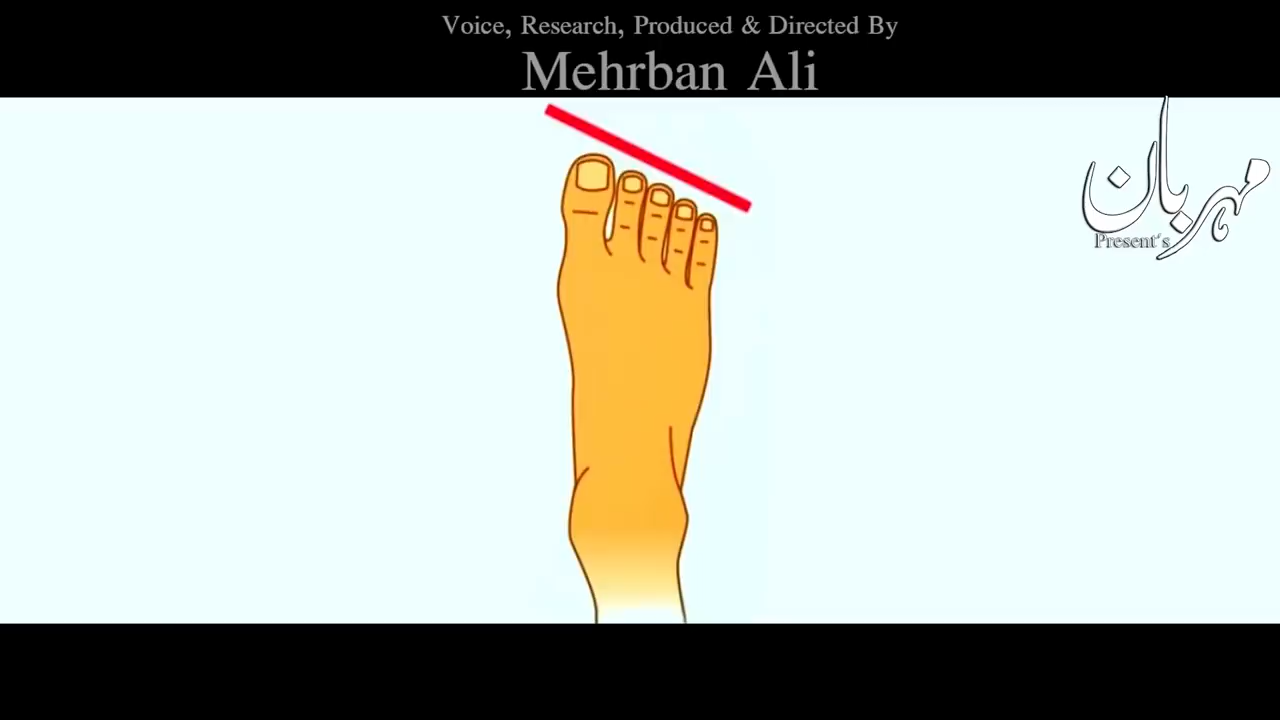 Voice, Research, Produced & Directed By
Mehrban Ali
مہربان
Present's